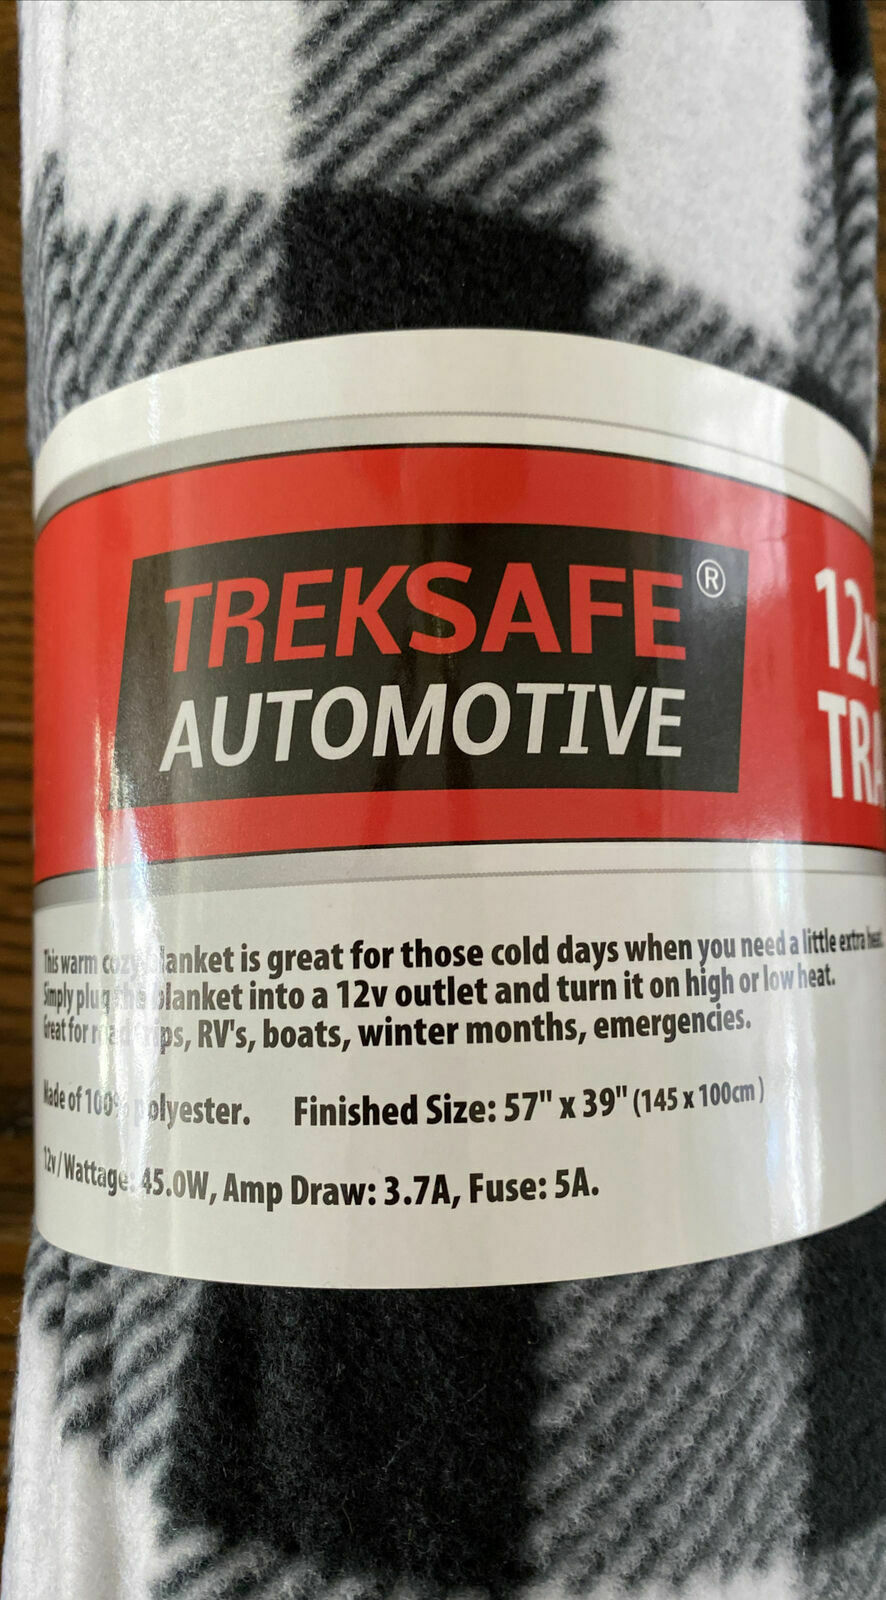 TREKSAFE®
AUTOMOTIVE
12v
TRA
This warm cozy blanket is great for those cold days when you need a little extra heat.
Simply plug the blanket into a 12v outlet and turn it on high or low heat.
Great for road trips, RV's, boats, winter months, emergencies.
Made of 100% polyester. Finished Size: 57" x 39" (145 x 100cm)
12v/Wattage: 45.0W, Amp Draw: 3.7A, Fuse: 5A.